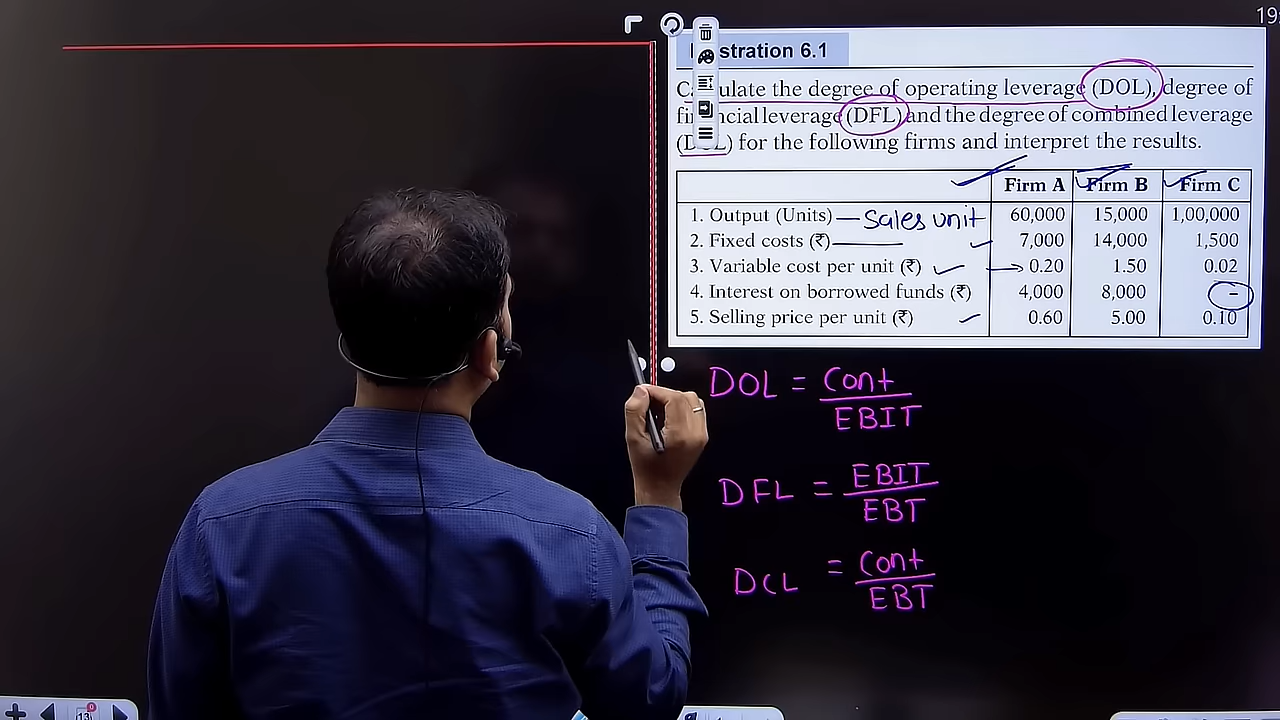 19
stration 6.1
ulate the degree of operating leverage (DOL), degree of
ncial leverage (DFL) and the degree of combined leverage
for the following firms and interpret the results.
Firm A Firm B Firm C
1. Output (Units) — Sales unit 60,000 15,000 1,00,000
2. Fixed costs (₹) 7,000 14,000 1,500
3. Variable cost per unit (₹) 0.20 1.50 0.02
4. Interest on borrowed funds (₹) 4,000 8,000 -
5. Selling price per unit (₹) 0.60 5.00 0.10
DOL = Cont
EBIT
DFL = EBIT
EBT
DCL = Cont
EBT
13